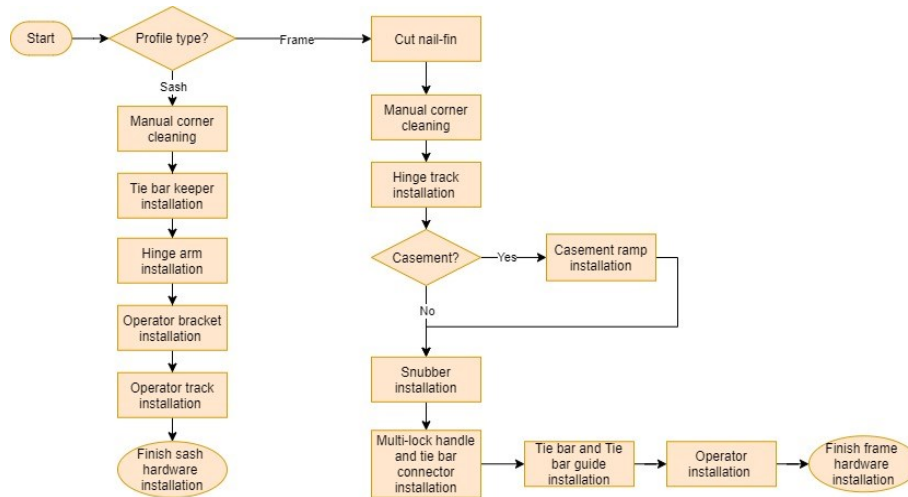 Start
Profile type?
Frame
Cut nail-fin
Sash
Manual corner
cleaning
Tie bar keeper
installation
Hinge arm
installation
Operator bracket
installation
Operator track
installation
Finish sash
hardware
installation
Manual corner
cleaning
Hinge track
installation
Casement?
Yes
Casement ramp
installation
No
Snubber
installation
Multi-lock handle
and tie bar
connector
installation
Tie bar and Tie
bar guide
installation
Operator
installation
Finish frame
hardware
installation